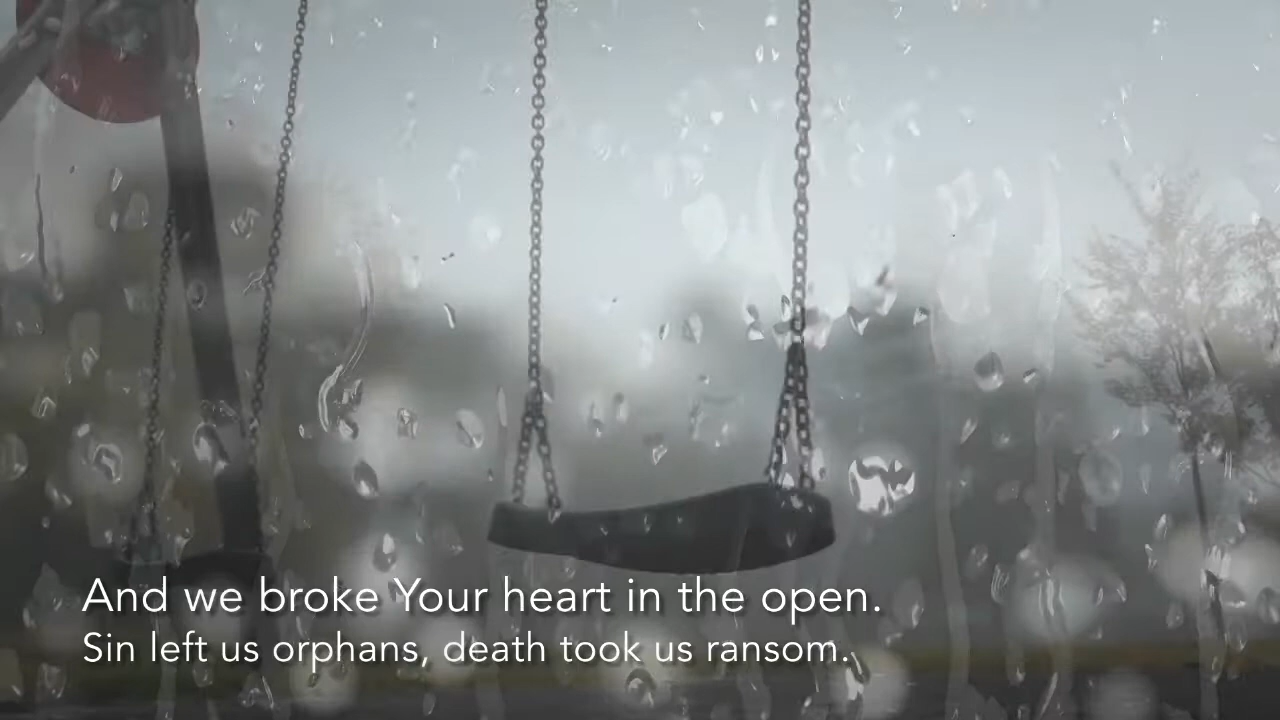 And we broke Your heart in the open.
Sin left us orphans, death took us ransom.